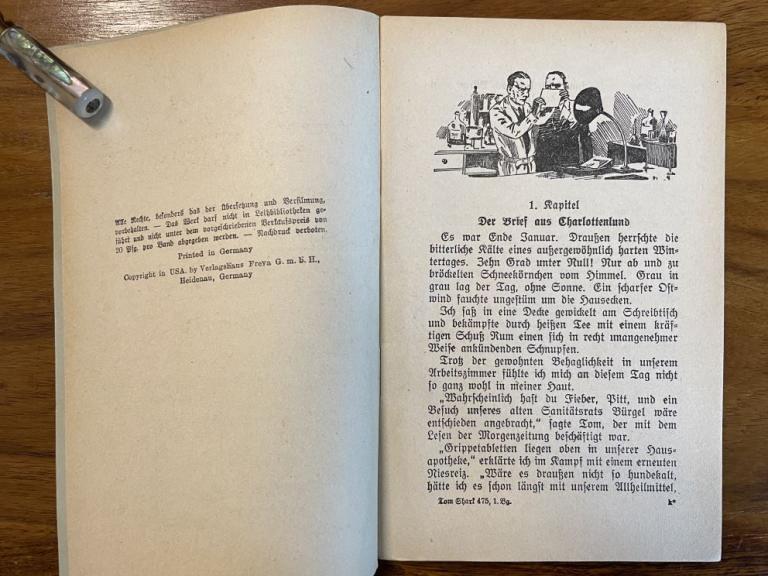 Alle Rechte, besonders das der Übersetzung und Verfilmung,
vorbehalten. — Das Werk darf nicht in Leihbibliotheken ge-
führt und nicht unter dem vorgeschriebenen Verkaufspreis von
20 Pfg. pro Band abgegeben werden. — Nachdruck verboten.
Printed in Germany
Copyright in USA. by Verlagshaus Freya G. m. b. H.,
Heidenau, Germany
1. Kapitel
Der Brief aus Charlottenlund
Es war Ende Januar. Draußen herrschte die
bitterliche Kälte eines außergewöhnlich harten Win-
tertages. Zehn Grad unter Null! Nur ab und zu
bröckelten Schneekörnchen vom Himmel. Grau in
grau lag der Tag, ohne Sonne. Ein scharfer Ost-
wind fauchte ungestüm um die Hausecken.
Ich saß in eine Decke gewickelt am Schreibtisch
und bekämpfte durch heißen Tee mit einem kräf-
tigen Schuß Rum einen sich in recht unangenehmer
Weise ankündenden Schnupfen.
Trotz der gewohnten Behaglichkeit in unserem
Arbeitszimmer fühlte ich mich an diesem Tag nicht
so ganz wohl in meiner Haut.
„Wahrscheinlich hast du Fieber, Pitt, und ein
Besuch unseres alten Sanitätsrats Bürgel wäre
entschieden angebracht,“ sagte Tom, der mit dem
Lesen der Morgenzeitung beschäftigt war.
„Grippetabletten liegen oben in unserer Haus-
apotheke,“ erklärte ich im Kampf mit einem erneuten
Niesreiz. „Wäre es draußen nicht so hundekalt,
hätte ich es schon längst mit unserem Allheilmittel,
Tom Shark 475, 1. Bg. 1*